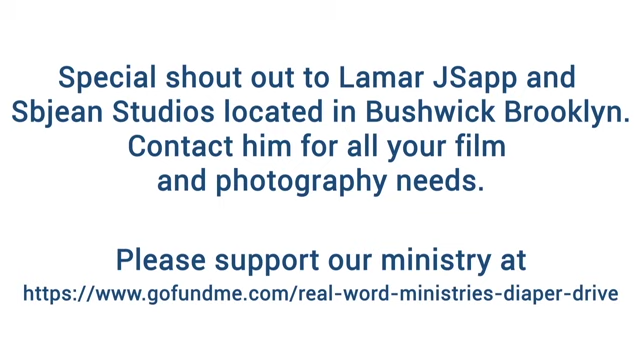 Special shout out to Lamar JSapp and
Sbjean Studios located in Bushwick Brooklyn.
Contact him for all your film
and photography needs.
Please support our ministry at
https://www.gofundme.com/real-word-ministries-diaper-drive